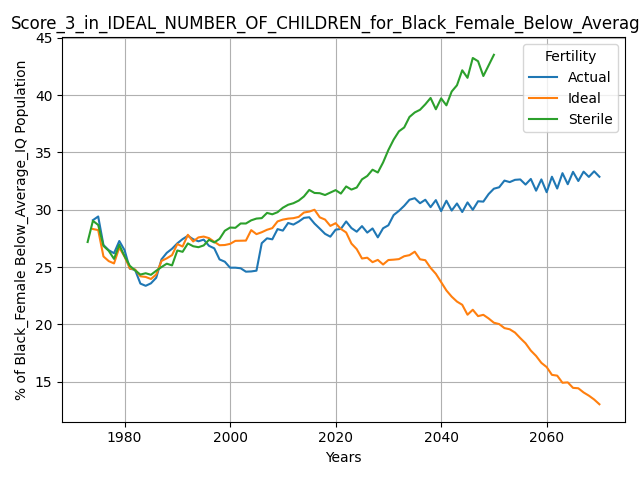 Score_3_in_IDEAL_NUMBER_OF_CHILDREN_for_Black_Female_Below_Averag
% of Black_Female Below_Average_IQ Population
45
40
35
30
25
20
15
Fertility
Actual
Ideal
Sterile
1980 2000 2020 2040 2060
Years